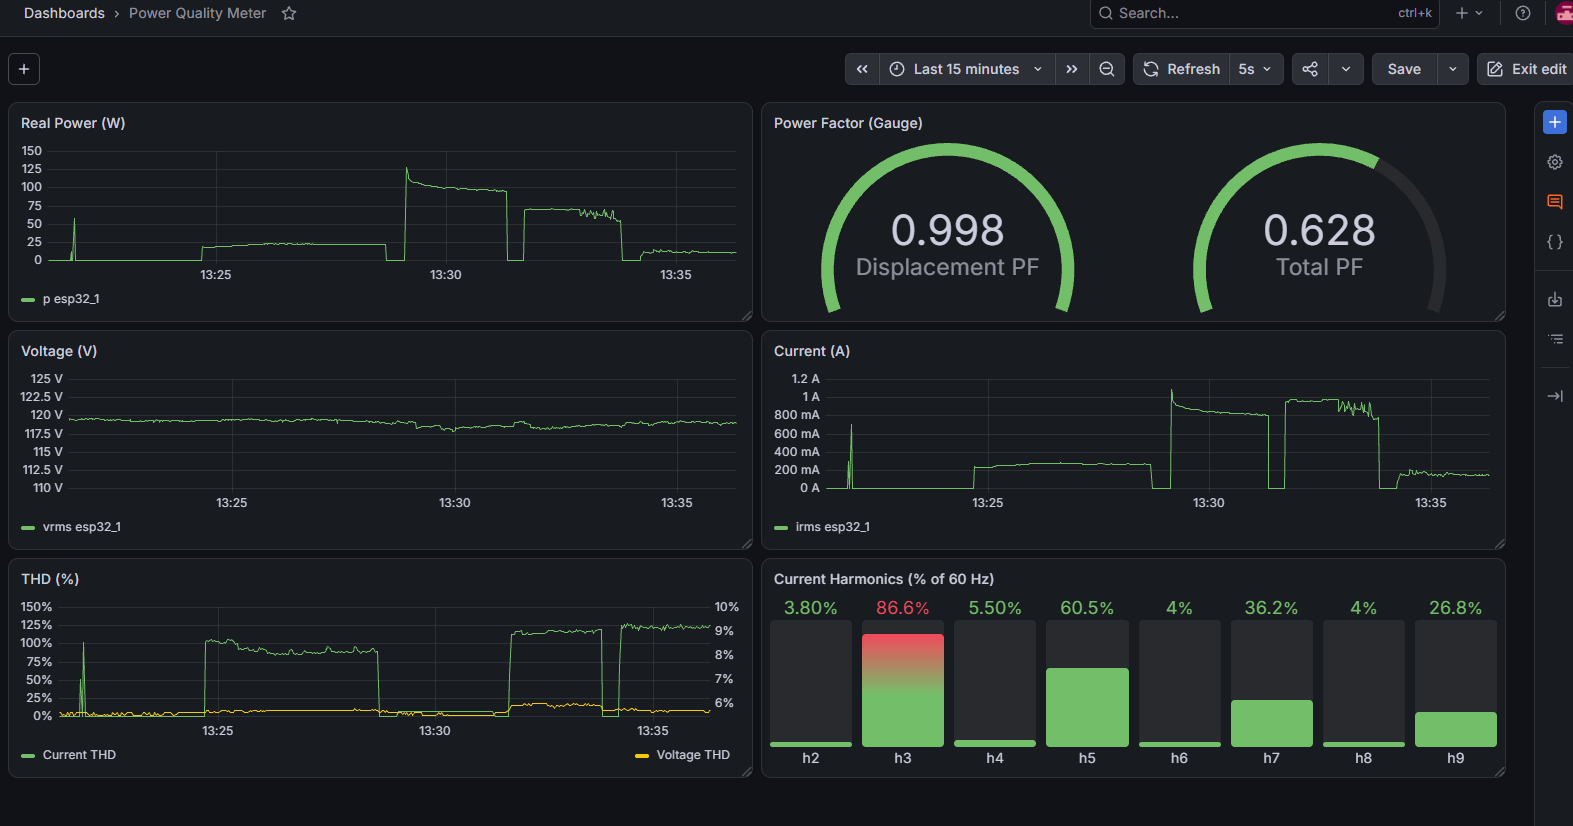 Dashboards › Power Quality Meter
Search... ctrl+k
Last 15 minutes Refresh 5s Save Exit edit
Real Power (W)
150
125
100
75
50
25
0
13:25 13:30 13:35
p esp32_1
Power Factor (Gauge)
0.998
Displacement PF
0.628
Total PF
Voltage (V)
125 V
122.5 V
120 V
117.5 V
115 V
112.5 V
110 V
13:25 13:30 13:35
vrms esp32_1
Current (A)
1.2 A
1 A
800 mA
600 mA
400 mA
200 mA
0 A
13:25 13:30 13:35
irms esp32_1
THD (%)
150% 10%
125% 9%
100%
75% 8%
50% 7%
25% 6%
0%
13:25 13:30 13:35
Current THD Voltage THD
Current Harmonics (% of 60 Hz)
3.80% 86.6% 5.50% 60.5% 4% 36.2% 4% 26.8%
h2 h3 h4 h5 h6 h7 h8 h9